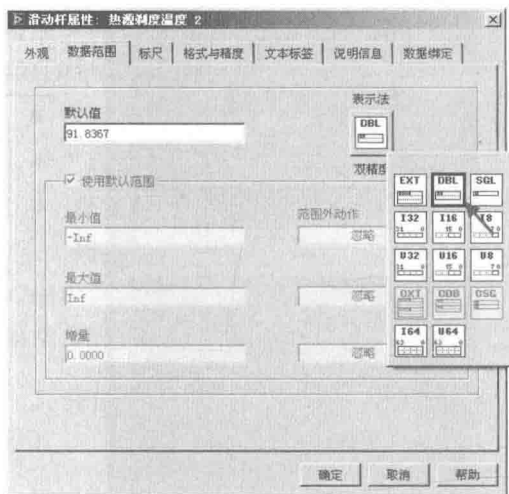 滑动杆属性: 热源刻度温度 2
外观 数据范围 标尺 格式与精度 文本标签 说明信息 数据绑定
默认值
91.8367
表示法
DBL
双精度
使用默认范围
最小值
-Inf
范围外动作
忽略
最大值
Inf
忽略
增量
0.0000
忽略
EXT DBL SGL
I32 I16 I8
U32 U16 U8
CXT CDB CSG
I64 U64
确定 取消 帮助